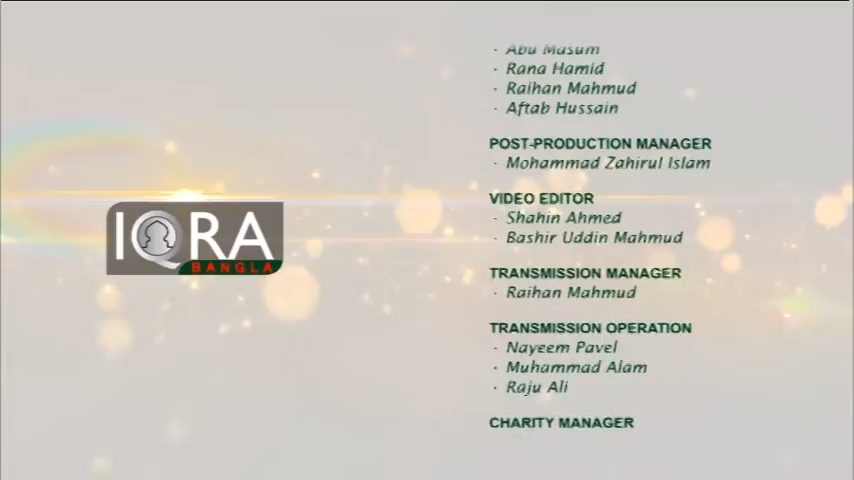 IQRA
BANGLA
- Abu Masum
- Rana Hamid
- Raihan Mahmud
- Aftab Hussain
POST-PRODUCTION MANAGER
- Mohammad Zahirul Islam
VIDEO EDITOR
- Shahin Ahmed
- Bashir Uddin Mahmud
TRANSMISSION MANAGER
- Raihan Mahmud
TRANSMISSION OPERATION
- Nayeem Pavel
- Muhammad Alam
- Raju Ali
CHARITY MANAGER